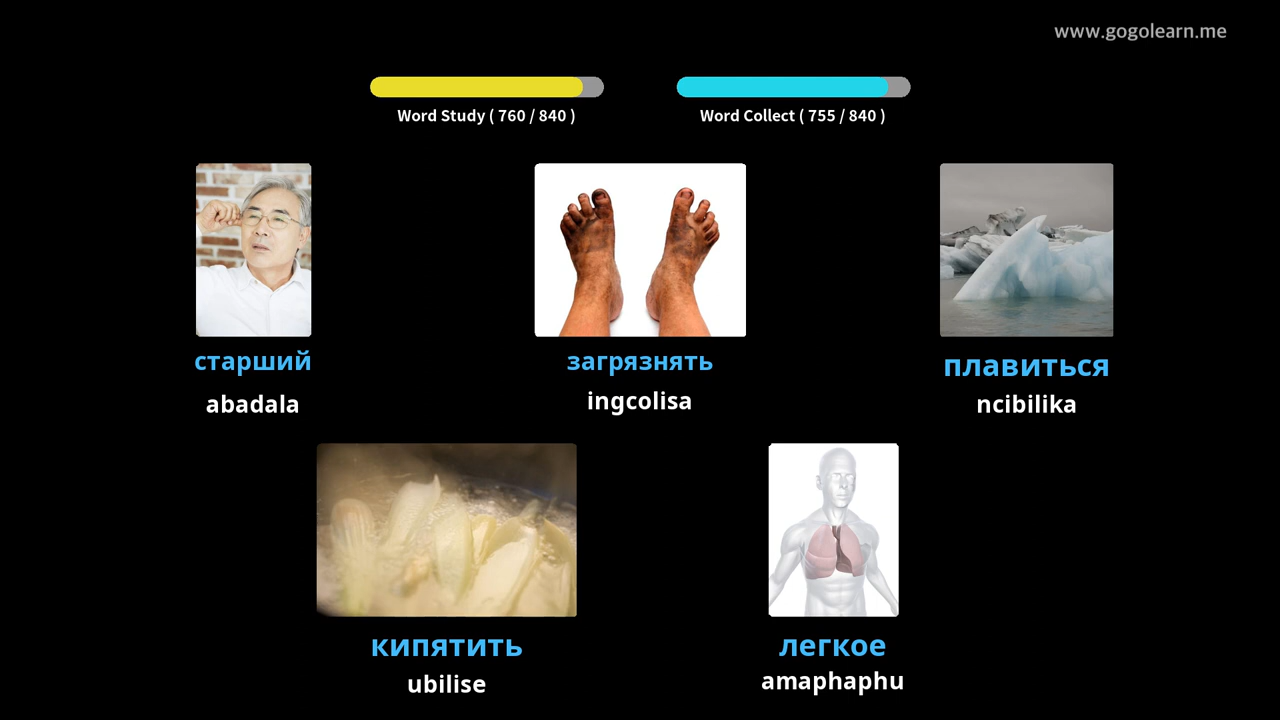 www.gogolearn.me
Word Study ( 760 / 840 )
Word Collect ( 755 / 840 )
старший
abadala
загрязнять
ingcolisa
плавиться
ncibilika
кипятить
ubilise
легкое
amaphaphu